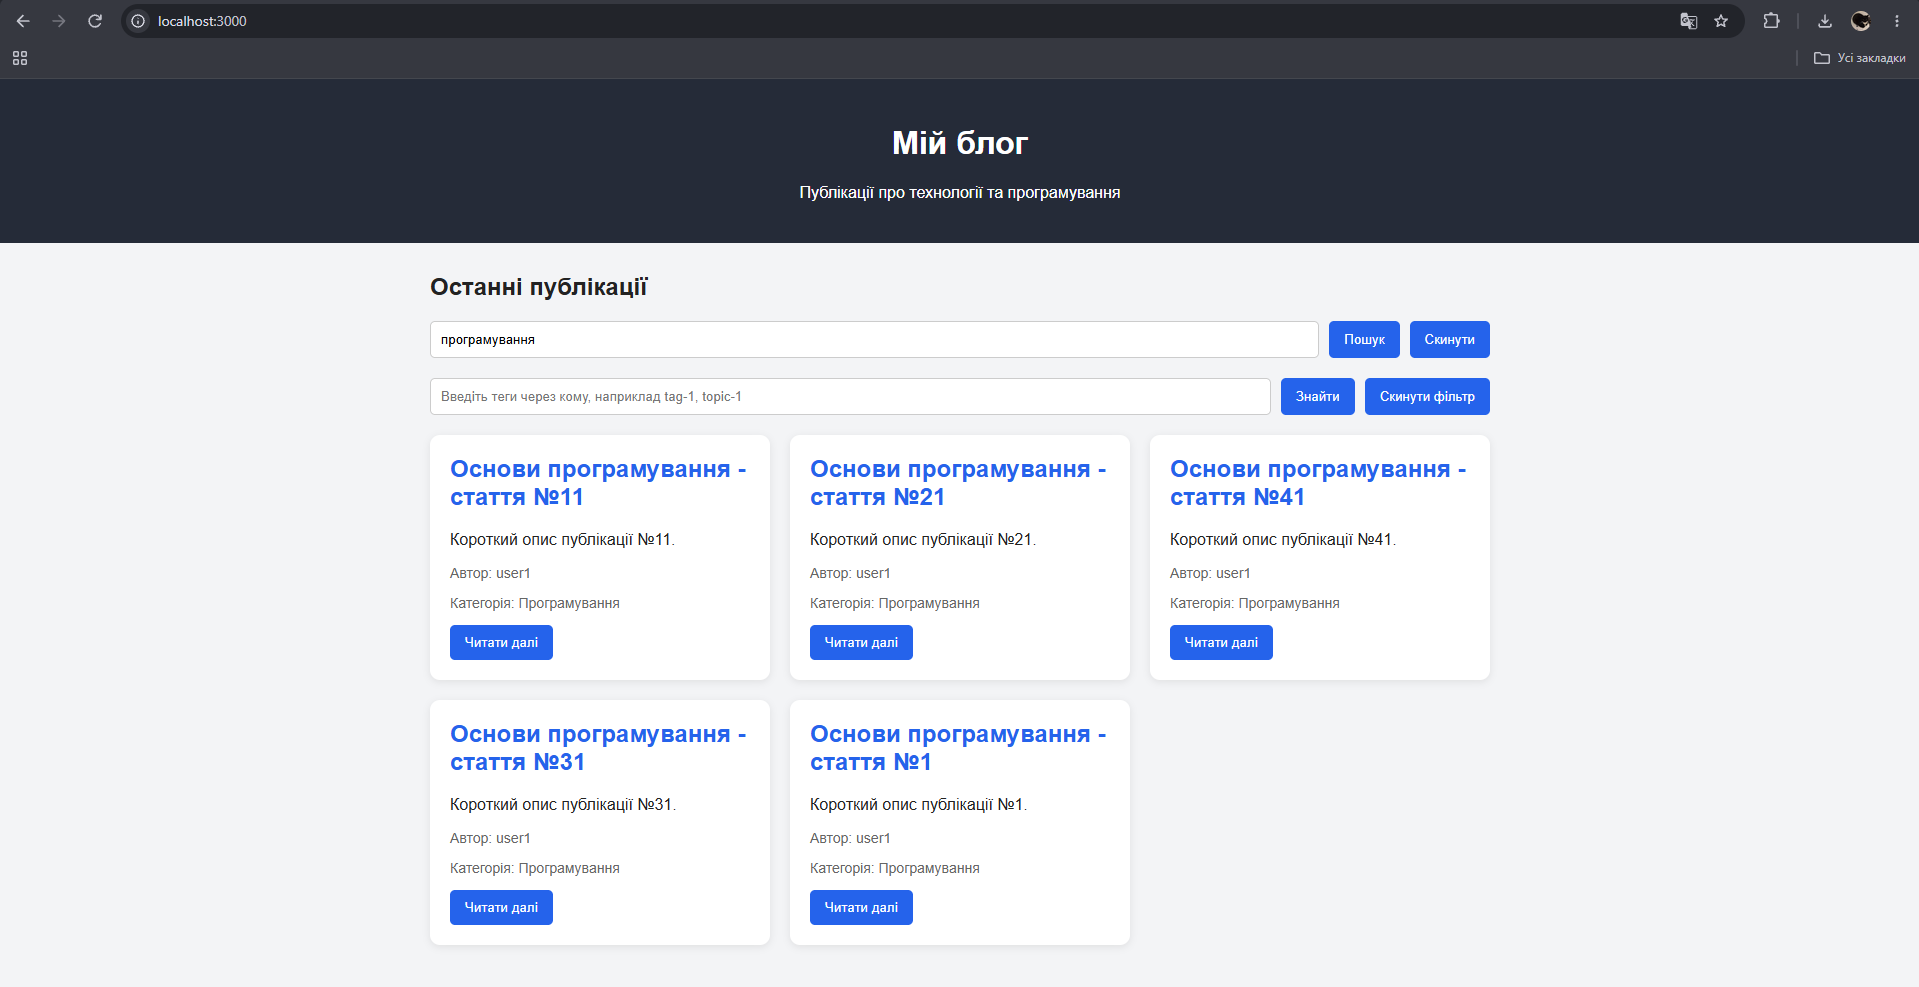 localhost:3000
Усі закладки
Мій блог
Публікації про технології та програмування
Останні публікації
програмування
Пошук
Скинути
Введіть теги через кому, наприклад tag-1, topic-1
Знайти
Скинути фільтр
Основи програмування -
стаття №11
Короткий опис публікації №11.
Автор: user1
Категорія: Програмування
Читати далі
Основи програмування -
стаття №21
Короткий опис публікації №21.
Автор: user1
Категорія: Програмування
Читати далі
Основи програмування -
стаття №41
Короткий опис публікації №41.
Автор: user1
Категорія: Програмування
Читати далі
Основи програмування -
стаття №31
Короткий опис публікації №31.
Автор: user1
Категорія: Програмування
Читати далі
Основи програмування -
стаття №1
Короткий опис публікації №1.
Автор: user1
Категорія: Програмування
Читати далі